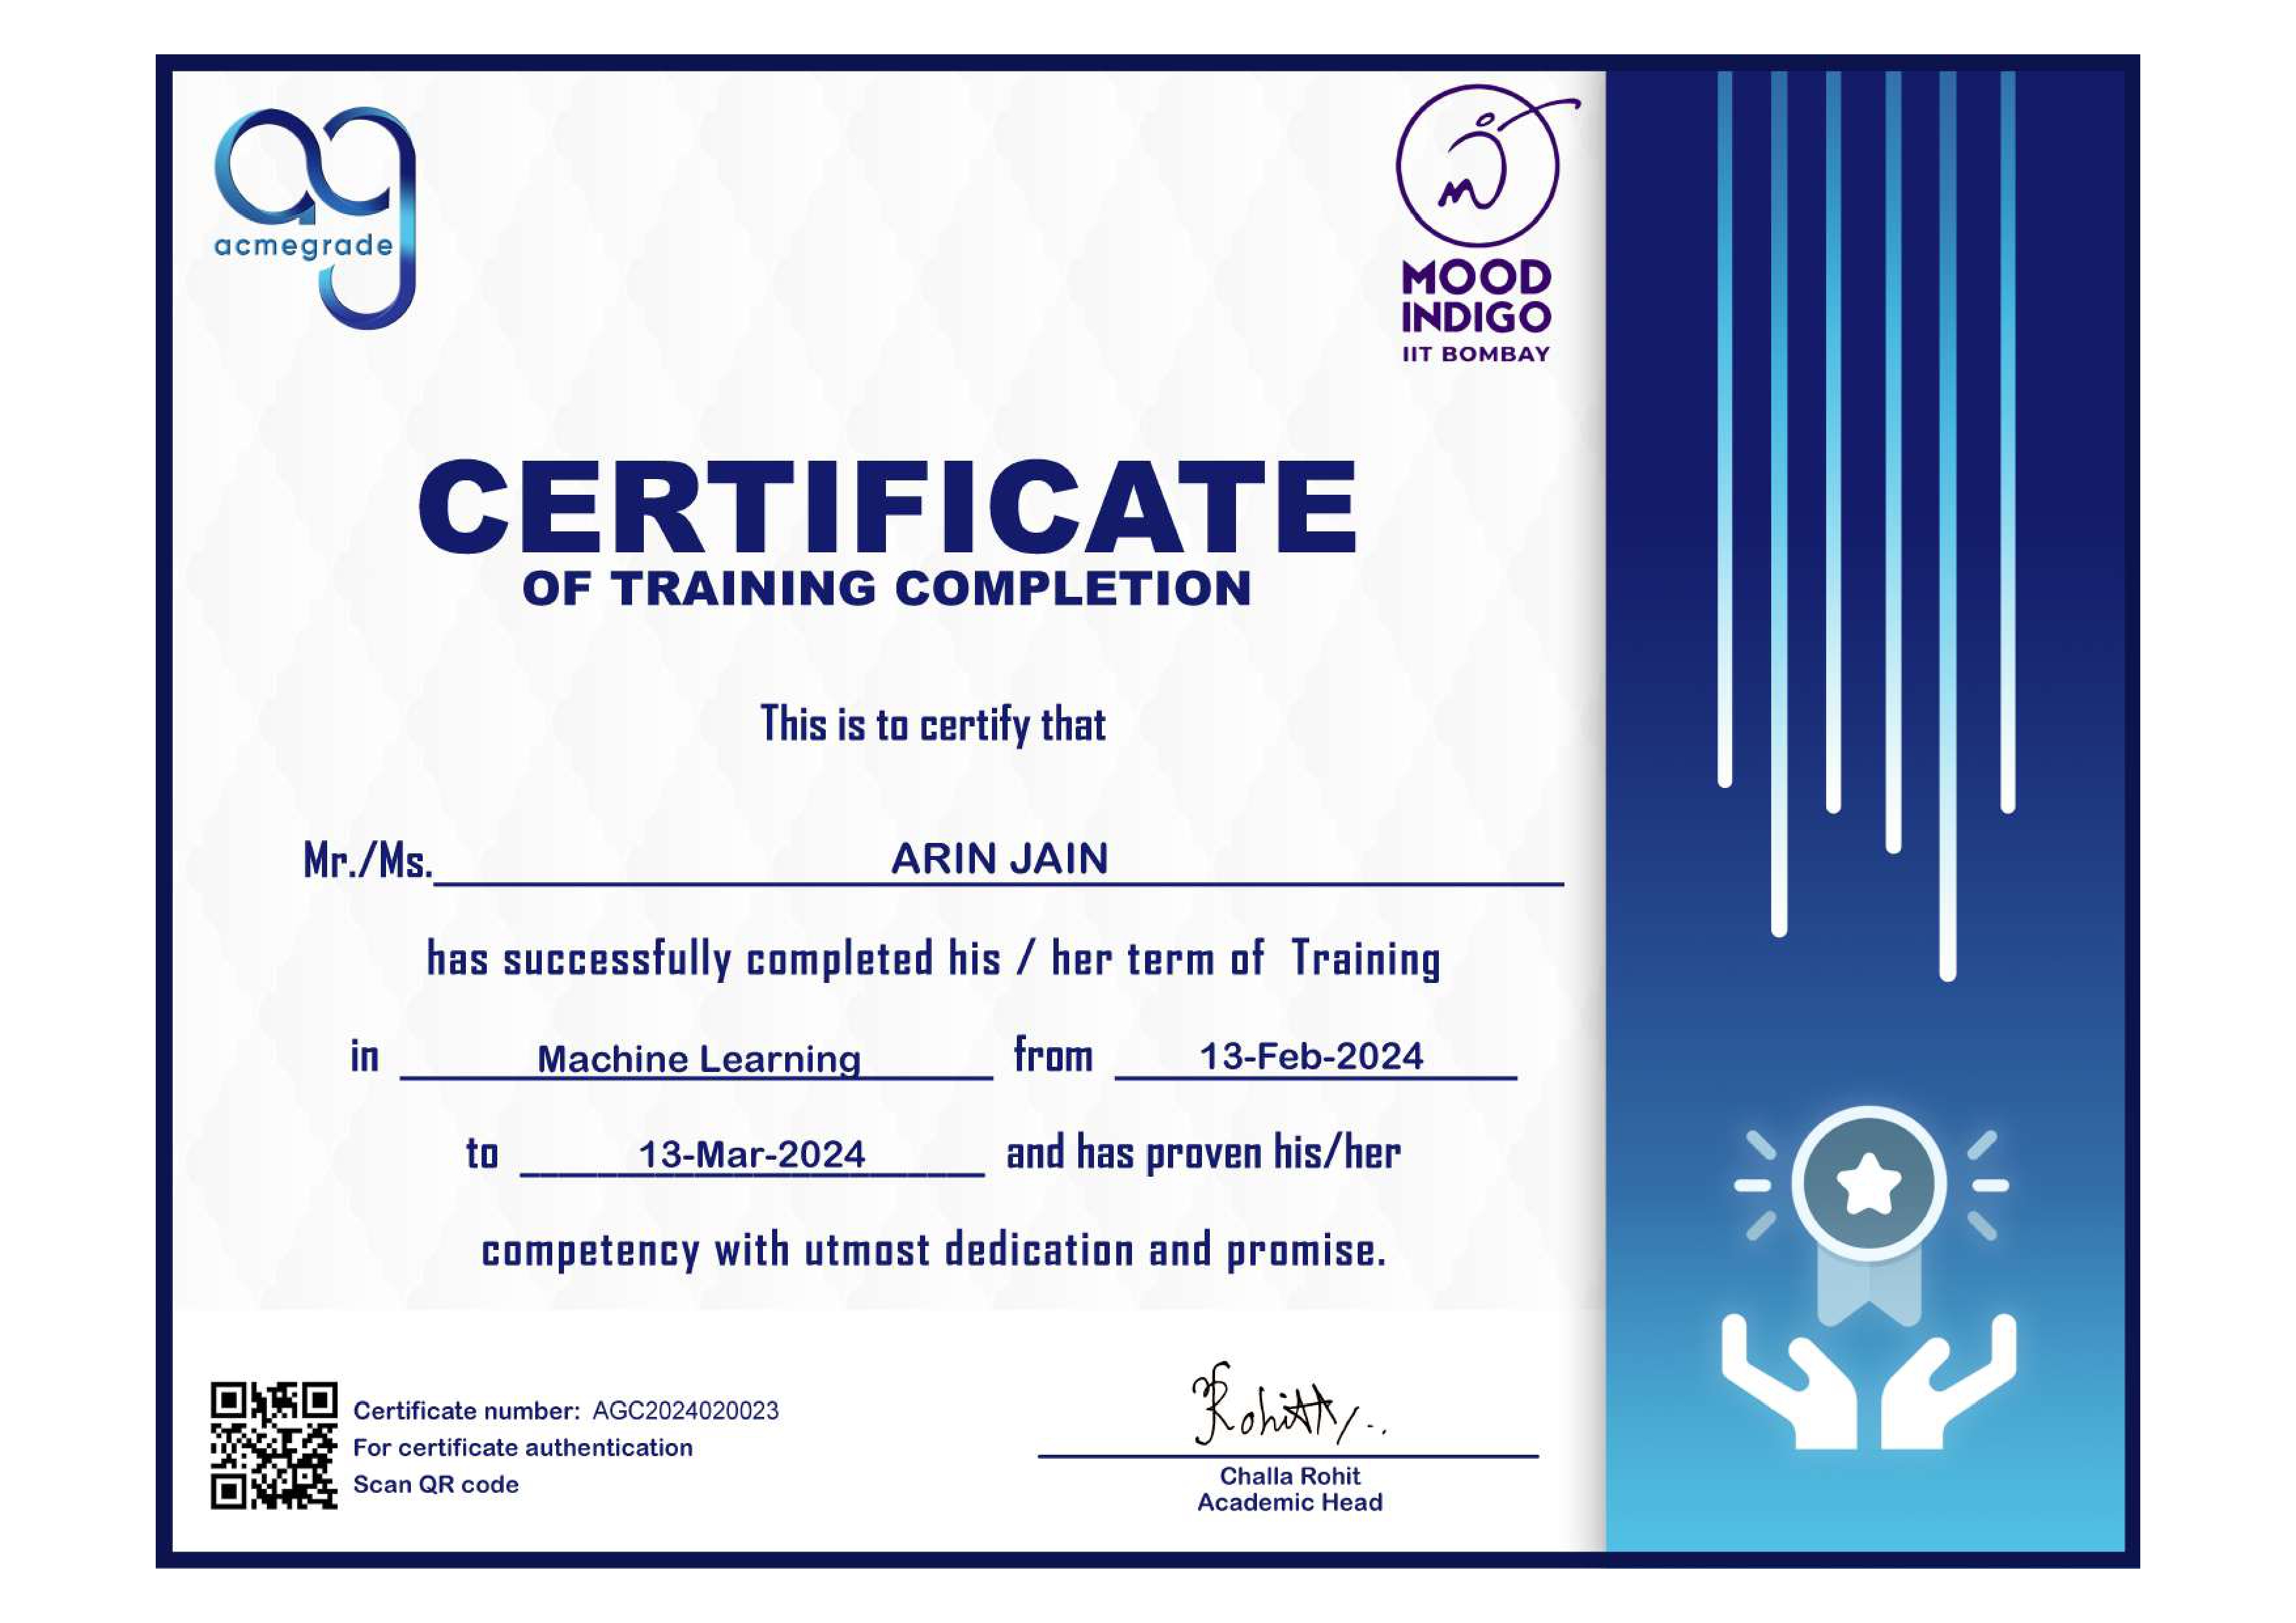 acmegrade
MOOD
INDIGO
IIT BOMBAY
CERTIFICATE
OF TRAINING COMPLETION
This is to certify that
Mr./Ms. ARIN JAIN
has successfully completed his / her term of Training
in Machine Learning from 13-Feb-2024
to 13-Mar-2024 and has proven his/her
competency with utmost dedication and promise.
Certificate number: AGC2024020023
For certificate authentication
Scan QR code
Rohitt
Challa Rohit
Academic Head